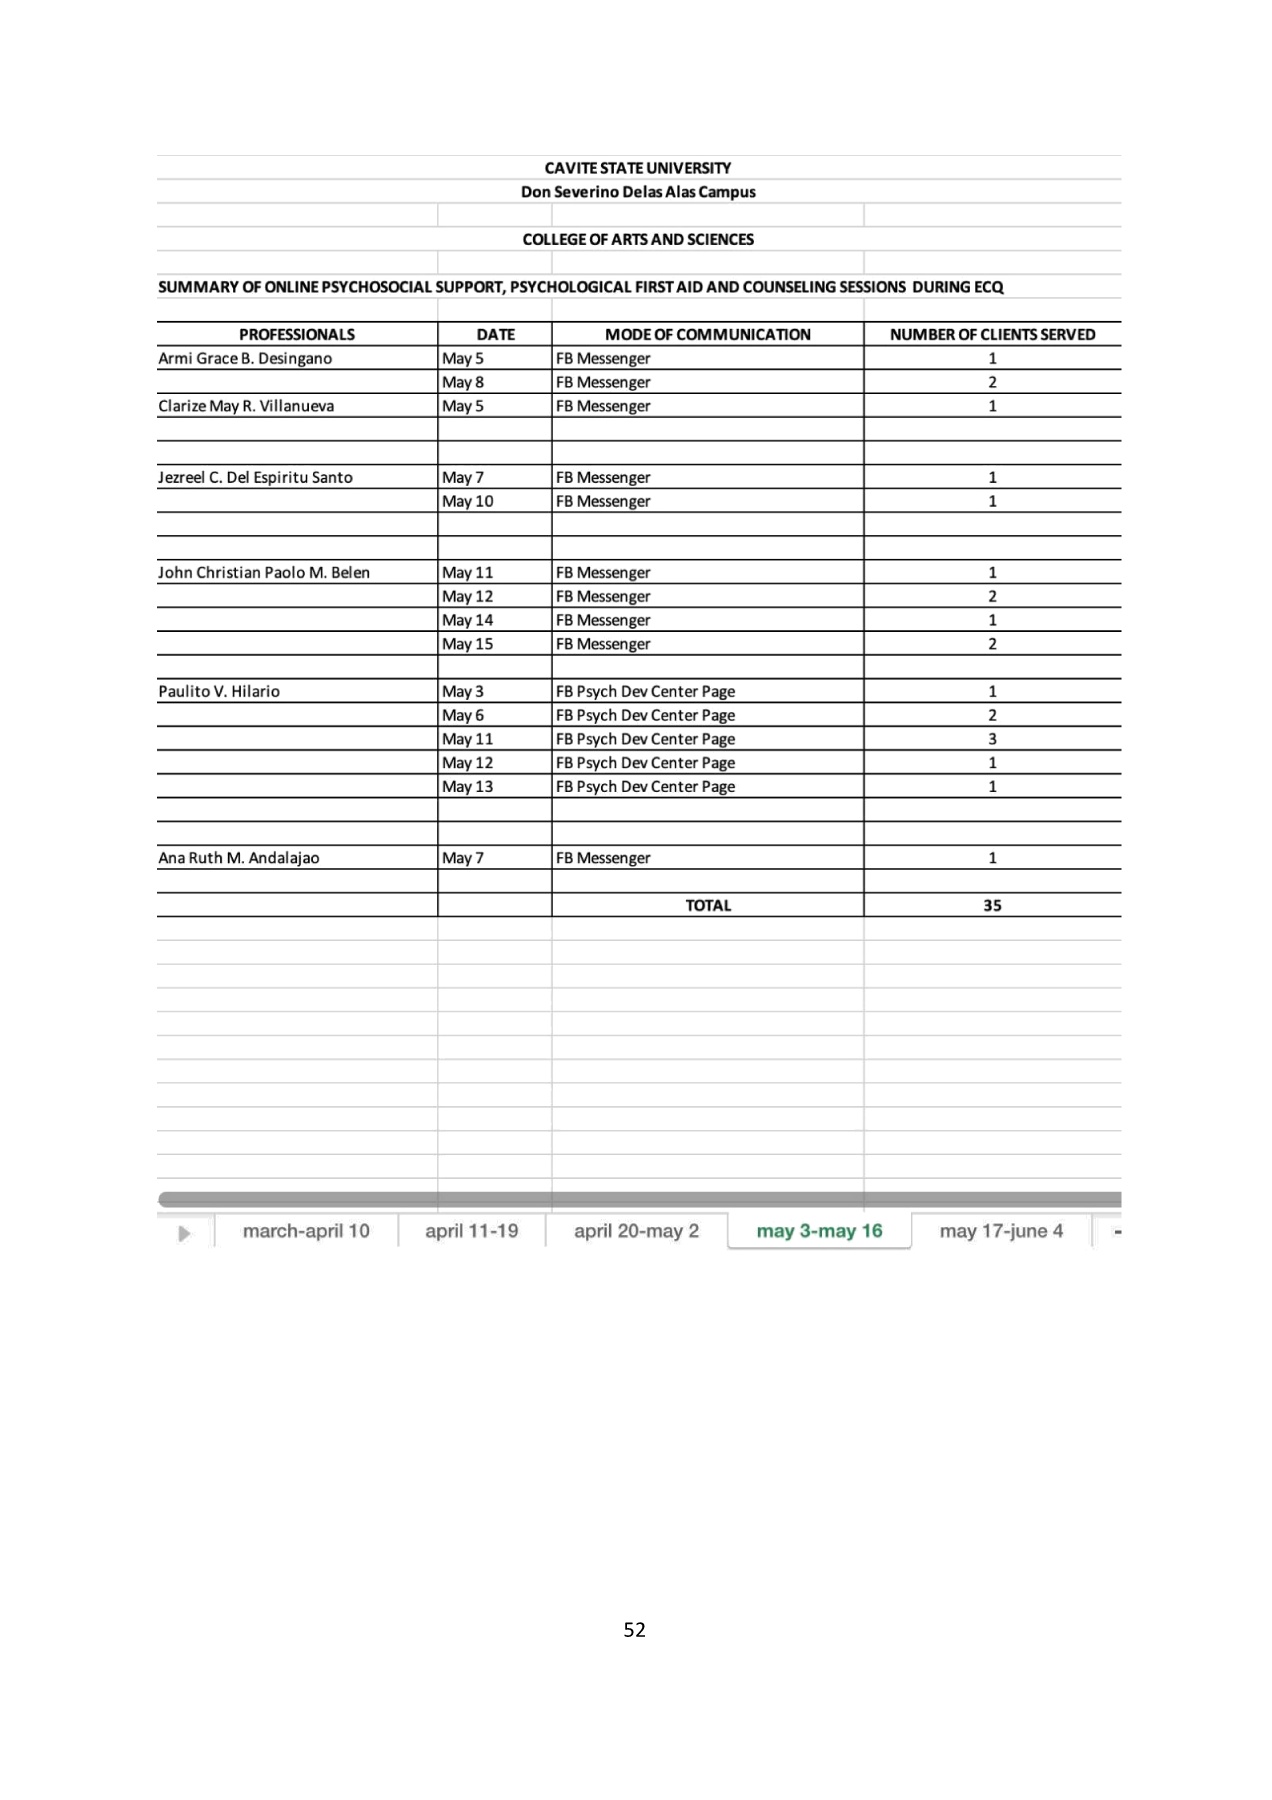 CAVITE STATE UNIVERSITY
Don Severino Delas Alas Campus
COLLEGE OF ARTS AND SCIENCES
SUMMARY OF ONLINE PSYCHOSOCIAL SUPPORT, PSYCHOLOGICAL FIRST AID AND COUNSELING SESSIONS DURING ECQ
PROFESSIONALS DATE MODE OF COMMUNICATION NUMBER OF CLIENTS SERVED
Armi Grace B. Desingano May 5 FB Messenger 1
May 8 FB Messenger 2
Clarize May R. Villanueva May 5 FB Messenger 1
Jezreel C. Del Espiritu Santo May 7 FB Messenger 1
May 10 FB Messenger 1
John Christian Paolo M. Belen May 11 FB Messenger 1
May 12 FB Messenger 2
May 14 FB Messenger 1
May 15 FB Messenger 2
Paulito V. Hilario May 3 FB Psych Dev Center Page 1
May 6 FB Psych Dev Center Page 2
May 11 FB Psych Dev Center Page 3
May 12 FB Psych Dev Center Page 1
May 13 FB Psych Dev Center Page 1
Ana Ruth M. Andalajao May 7 FB Messenger 1
TOTAL 35
march-april 10 april 11-19 april 20-may 2 may 3-may 16 may 17-june 4
52